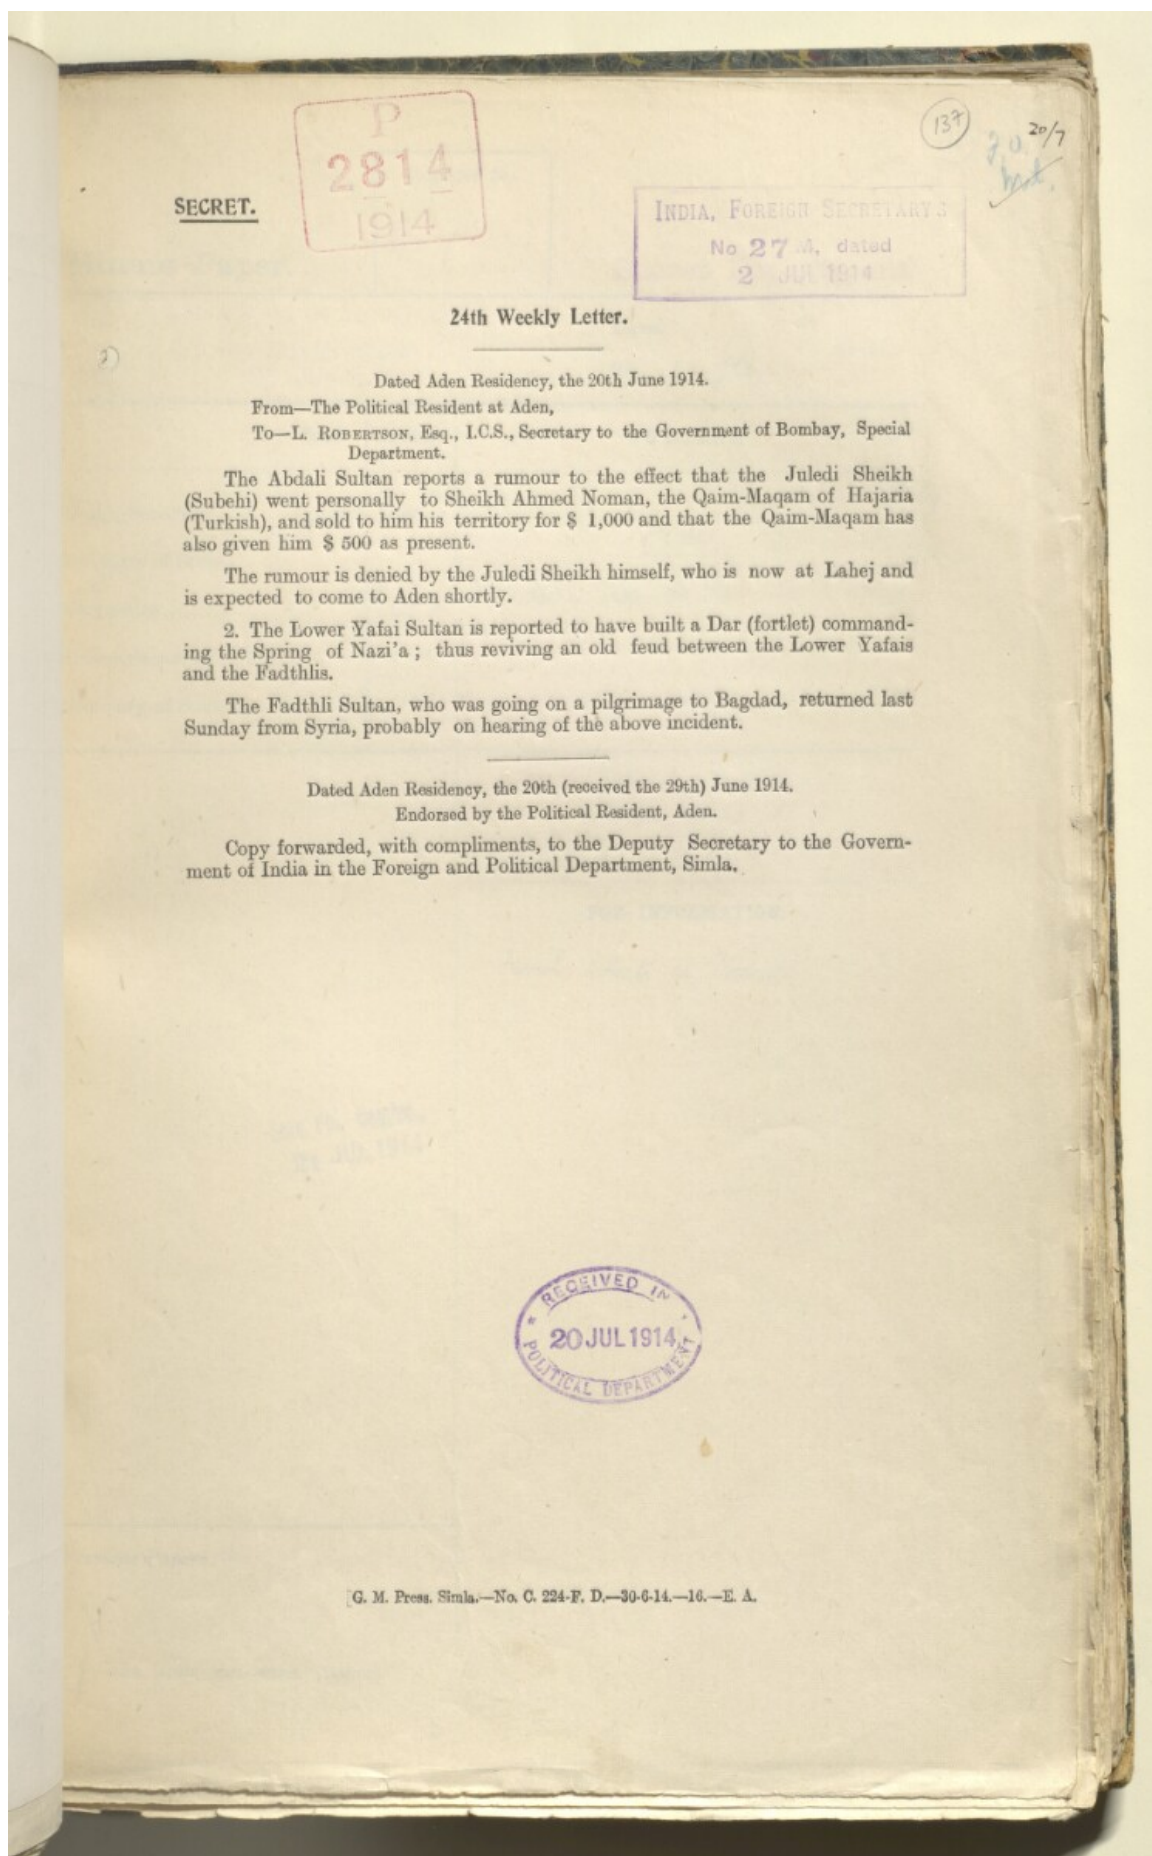 P
2814
1914
137
20/7
SECRET.
INDIA, FOREIGN SECRETARY'S
No 27 M, dated
2 JUL 1914
24th Weekly Letter.
Dated Aden Residency, the 20th June 1914.
From—The Political Resident at Aden,
To—L. ROBERTSON, Esq., I.C.S., Secretary to the Government of Bombay, Special
Department.
The Abdali Sultan reports a rumour to the effect that the Juledi Sheikh
(Subehi) went personally to Sheikh Ahmed Noman, the Qaim-Maqam of Hajaria
(Turkish), and sold to him his territory for $ 1,000 and that the Qaim-Maqam has
also given him $ 500 as present.
The rumour is denied by the Juledi Sheikh himself, who is now at Lahej and
is expected to come to Aden shortly.
2. The Lower Yafai Sultan is reported to have built a Dar (fortlet) command-
ing the Spring of Nazi'a ; thus reviving an old feud between the Lower Yafais
and the Fadthlis.
The Fadthli Sultan, who was going on a pilgrimage to Bagdad, returned last
Sunday from Syria, probably on hearing of the above incident.
Dated Aden Residency, the 20th (received the 29th) June 1914.
Endorsed by the Political Resident, Aden.
Copy forwarded, with compliments, to the Deputy Secretary to the Govern-
ment of India in the Foreign and Political Department, Simla.
RECEIVED IN
20 JUL 1914
POLITICAL DEPARTMENT
G. M. Press, Simla.—No. C. 224-F. D.—30-6-14.—16.—E. A.